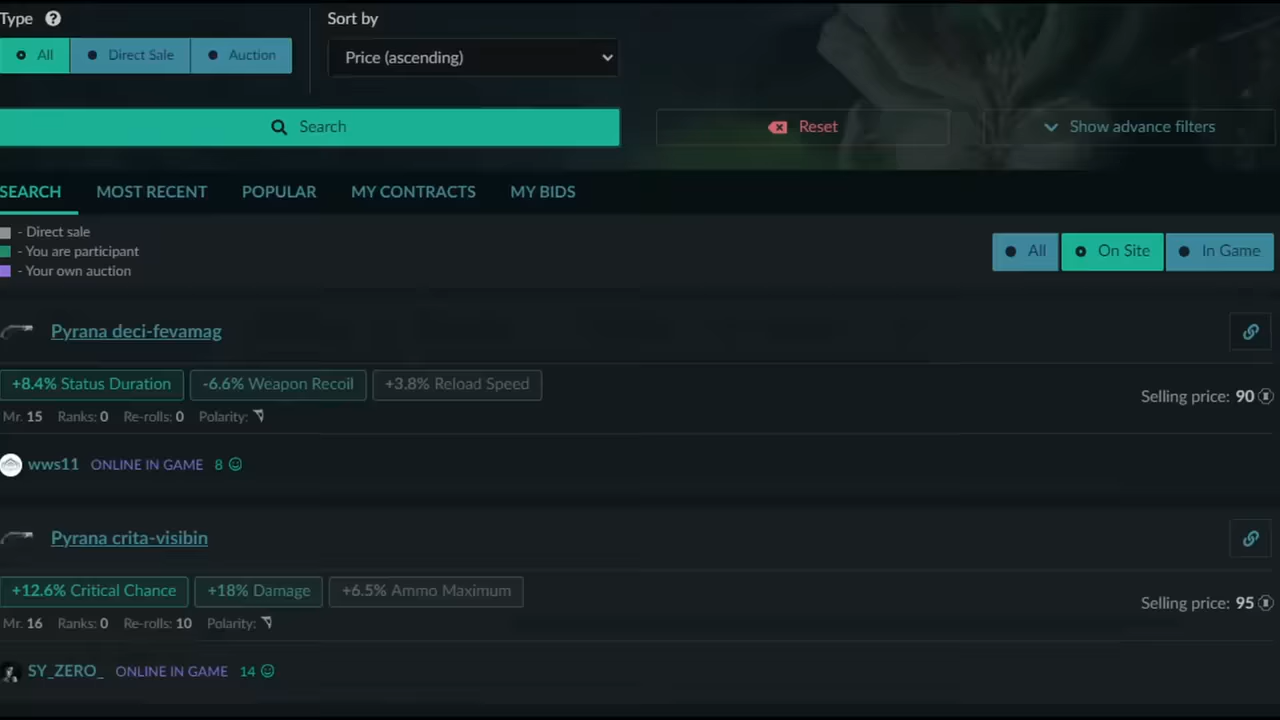 Type ?
Sort by
All Direct Sale Auction
Price (ascending)
Search
Reset
Show advance filters
SEARCH MOST RECENT POPULAR MY CONTRACTS MY BIDS
- Direct sale
- You are participant
- Your own auction
All On Site In Game
Pyrana deci-fevamag
+8.4% Status Duration -6.6% Weapon Recoil +3.8% Reload Speed
Mr. 15 Ranks: 0 Re-rolls: 0 Polarity:
Selling price: 90
wws11 ONLINE IN GAME 8
Pyrana crita-visibin
+12.6% Critical Chance +18% Damage +6.5% Ammo Maximum
Mr. 16 Ranks: 0 Re-rolls: 10 Polarity:
Selling price: 95
SY_ZERO_ ONLINE IN GAME 14